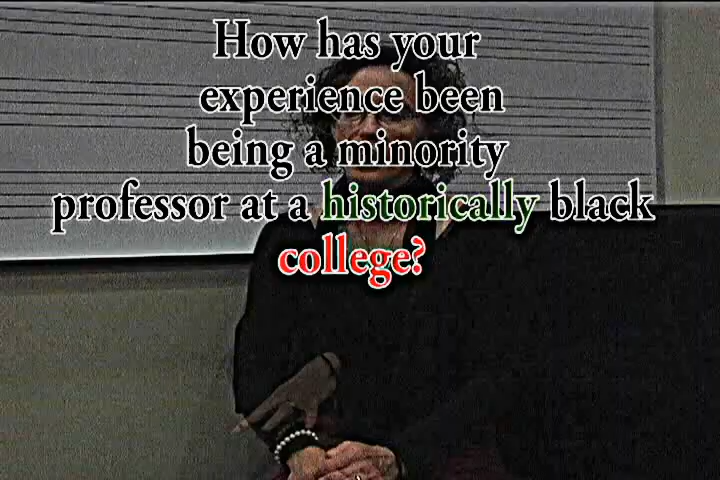 How has your
experience been
being a minority
professor at a historically black
college?